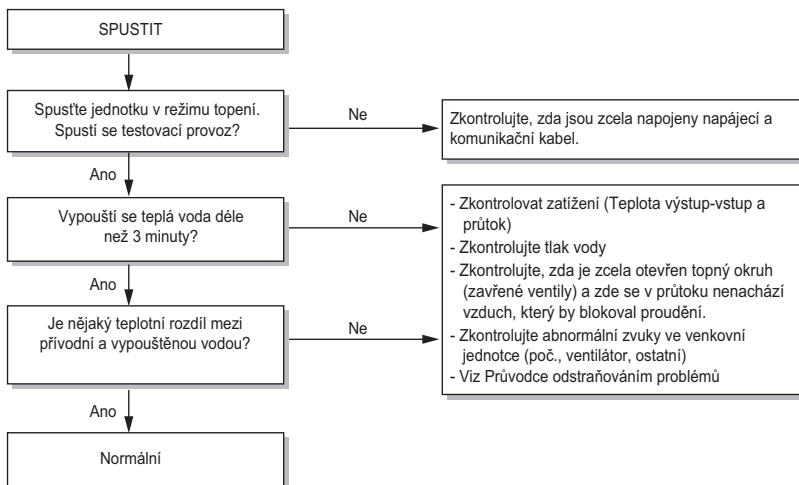 SPUSTIT
Spusťte jednotku v režimu topení.
Spustí se testovací provoz?
Ne
Zkontrolujte, zda jsou zcela napojeny napájecí a
komunikační kabel.
Ano
Vypouští se teplá voda déle
než 3 minuty?
Ne
- Zkontrolovat zatížení (Teplota výstup-vstup a
průtok)
- Zkontrolujte tlak vody
- Zkontrolujte, zda je zcela otevřen topný okruh
(zavřené ventily) a zde se v průtoku nenachází
vzduch, který by blokoval proudění.
- Zkontrolujte abnormální zvuky ve venkovní
jednotce (poč., ventilátor, ostatní)
- Viz Průvodce odstraňováním problémů
Ano
Je nějaký teplotní rozdíl mezi
přívodní a vypouštěnou vodou?
Ne
Ano
Normální